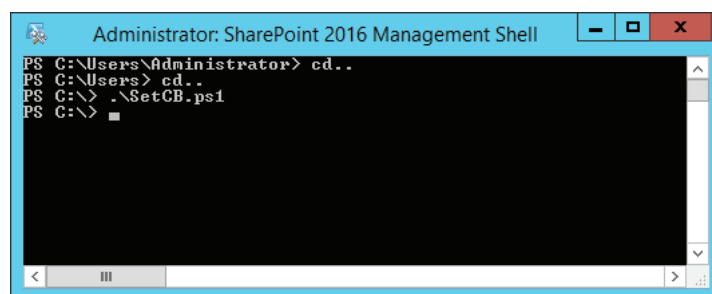 Administrator: SharePoint 2016 Management Shell
PS C:\Users\Administrator> cd..
PS C:\Users> cd..
PS C:\> .\SetCB.ps1
PS C:\>